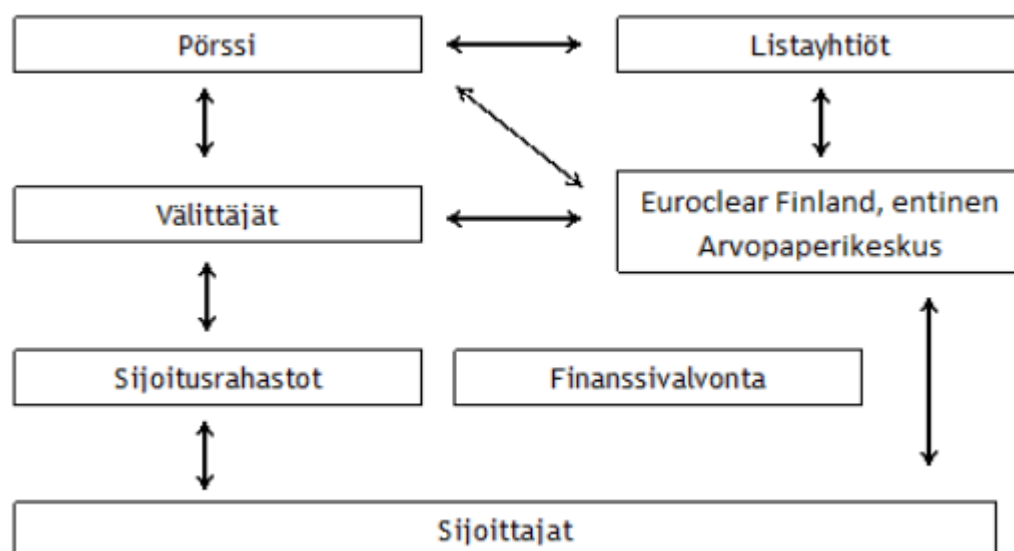 Pörssi
Listayhtiöt
Välittäjät
Euroclear Finland, entinen
Arvopaperikeskus
Sijoitusrahastot
Finanssivalvonta
Sijoittajat